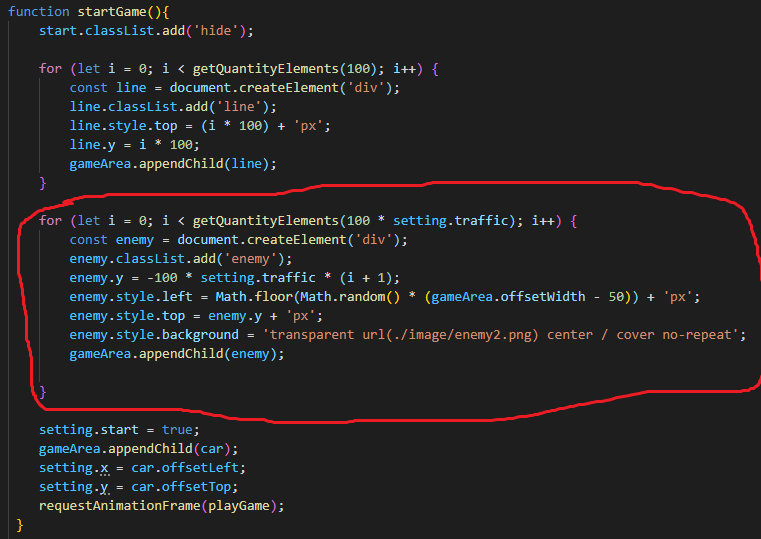 function startGame(){
start.classList.add('hide');
for (let i = 0; i < getQuantityElements(100); i++) {
const line = document.createElement('div');
line.classList.add('line');
line.style.top = (i * 100) + 'px';
line.y = i * 100;
gameArea.appendChild(line);
}
for (let i = 0; i < getQuantityElements(100 * setting.traffic); i++) {
const enemy = document.createElement('div');
enemy.classList.add('enemy');
enemy.y = -100 * setting.traffic * (i + 1);
enemy.style.left = Math.floor(Math.random() * (gameArea.offsetWidth - 50)) + 'px';
enemy.style.top = enemy.y + 'px';
enemy.style.background = 'transparent url(./image/enemy2.png) center / cover no-repeat';
gameArea.appendChild(enemy);
}
setting.start = true;
gameArea.appendChild(car);
setting.x = car.offsetLeft;
setting.y = car.offsetTop;
requestAnimationFrame(playGame);
}